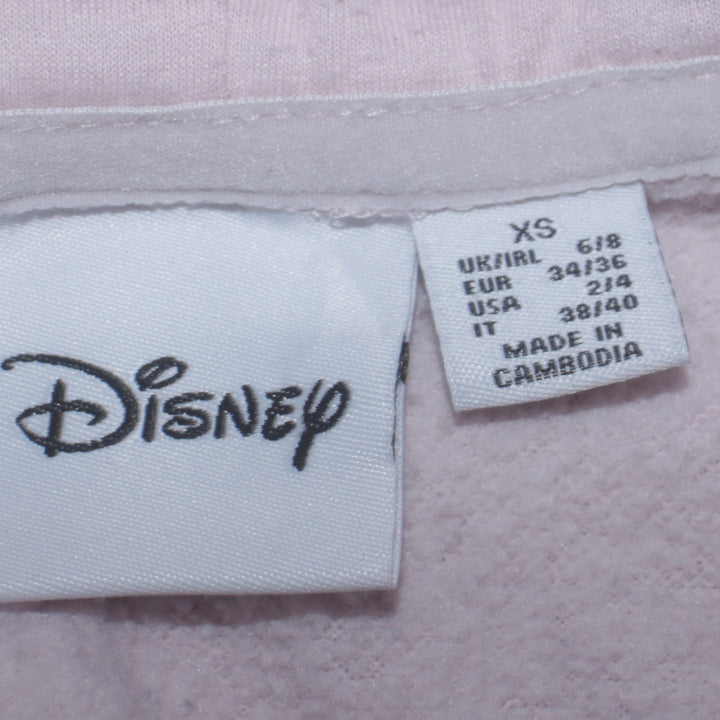 Disney
XS
UK/IRL 6/8
EUR 34/36
USA 2/4
IT 38/40
MADE IN
CAMBODIA